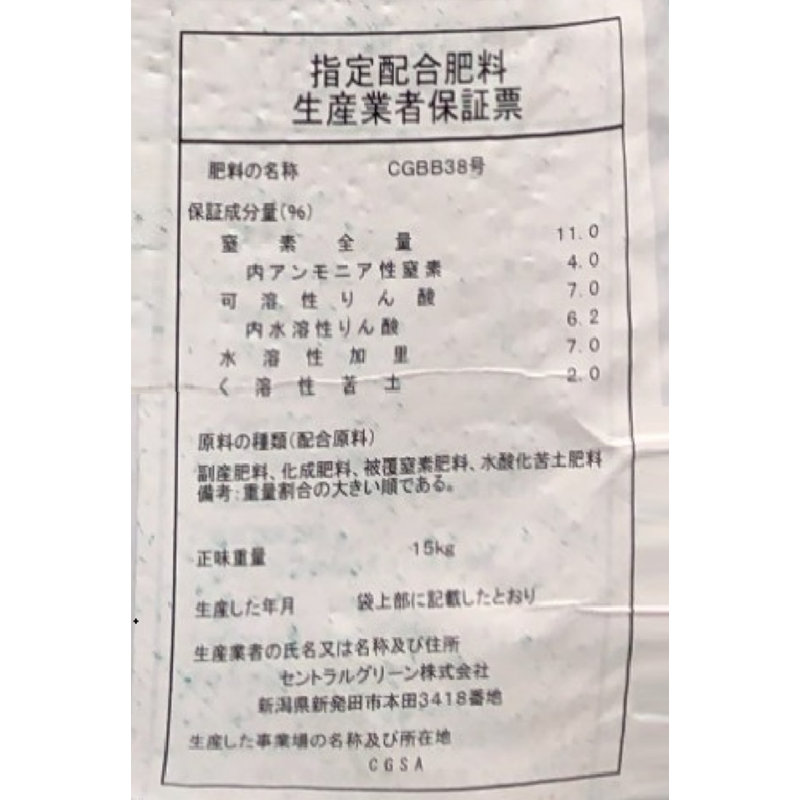 指定配合肥料
生産業者保証票
肥料の名称 CGBB38号
保証成分量(%)
窒素全量 11.0
内アンモニア性窒素 4.0
可溶性りん酸 7.0
内水溶性りん酸 6.2
水溶性加里 7.0
く溶性苦土 2.0
原料の種類(配合原料)
副産肥料、化成肥料、被覆窒素肥料、水酸化苦土肥料
備考:重量割合の大きい順である。
正味重量 15kg
生産した年月 袋上部に記載したとおり
生産業者の氏名又は名称及び住所
セントラルグリーン株式会社
新潟県新発田市本田3418番地
生産した事業場の名称及び所在地
CGSA